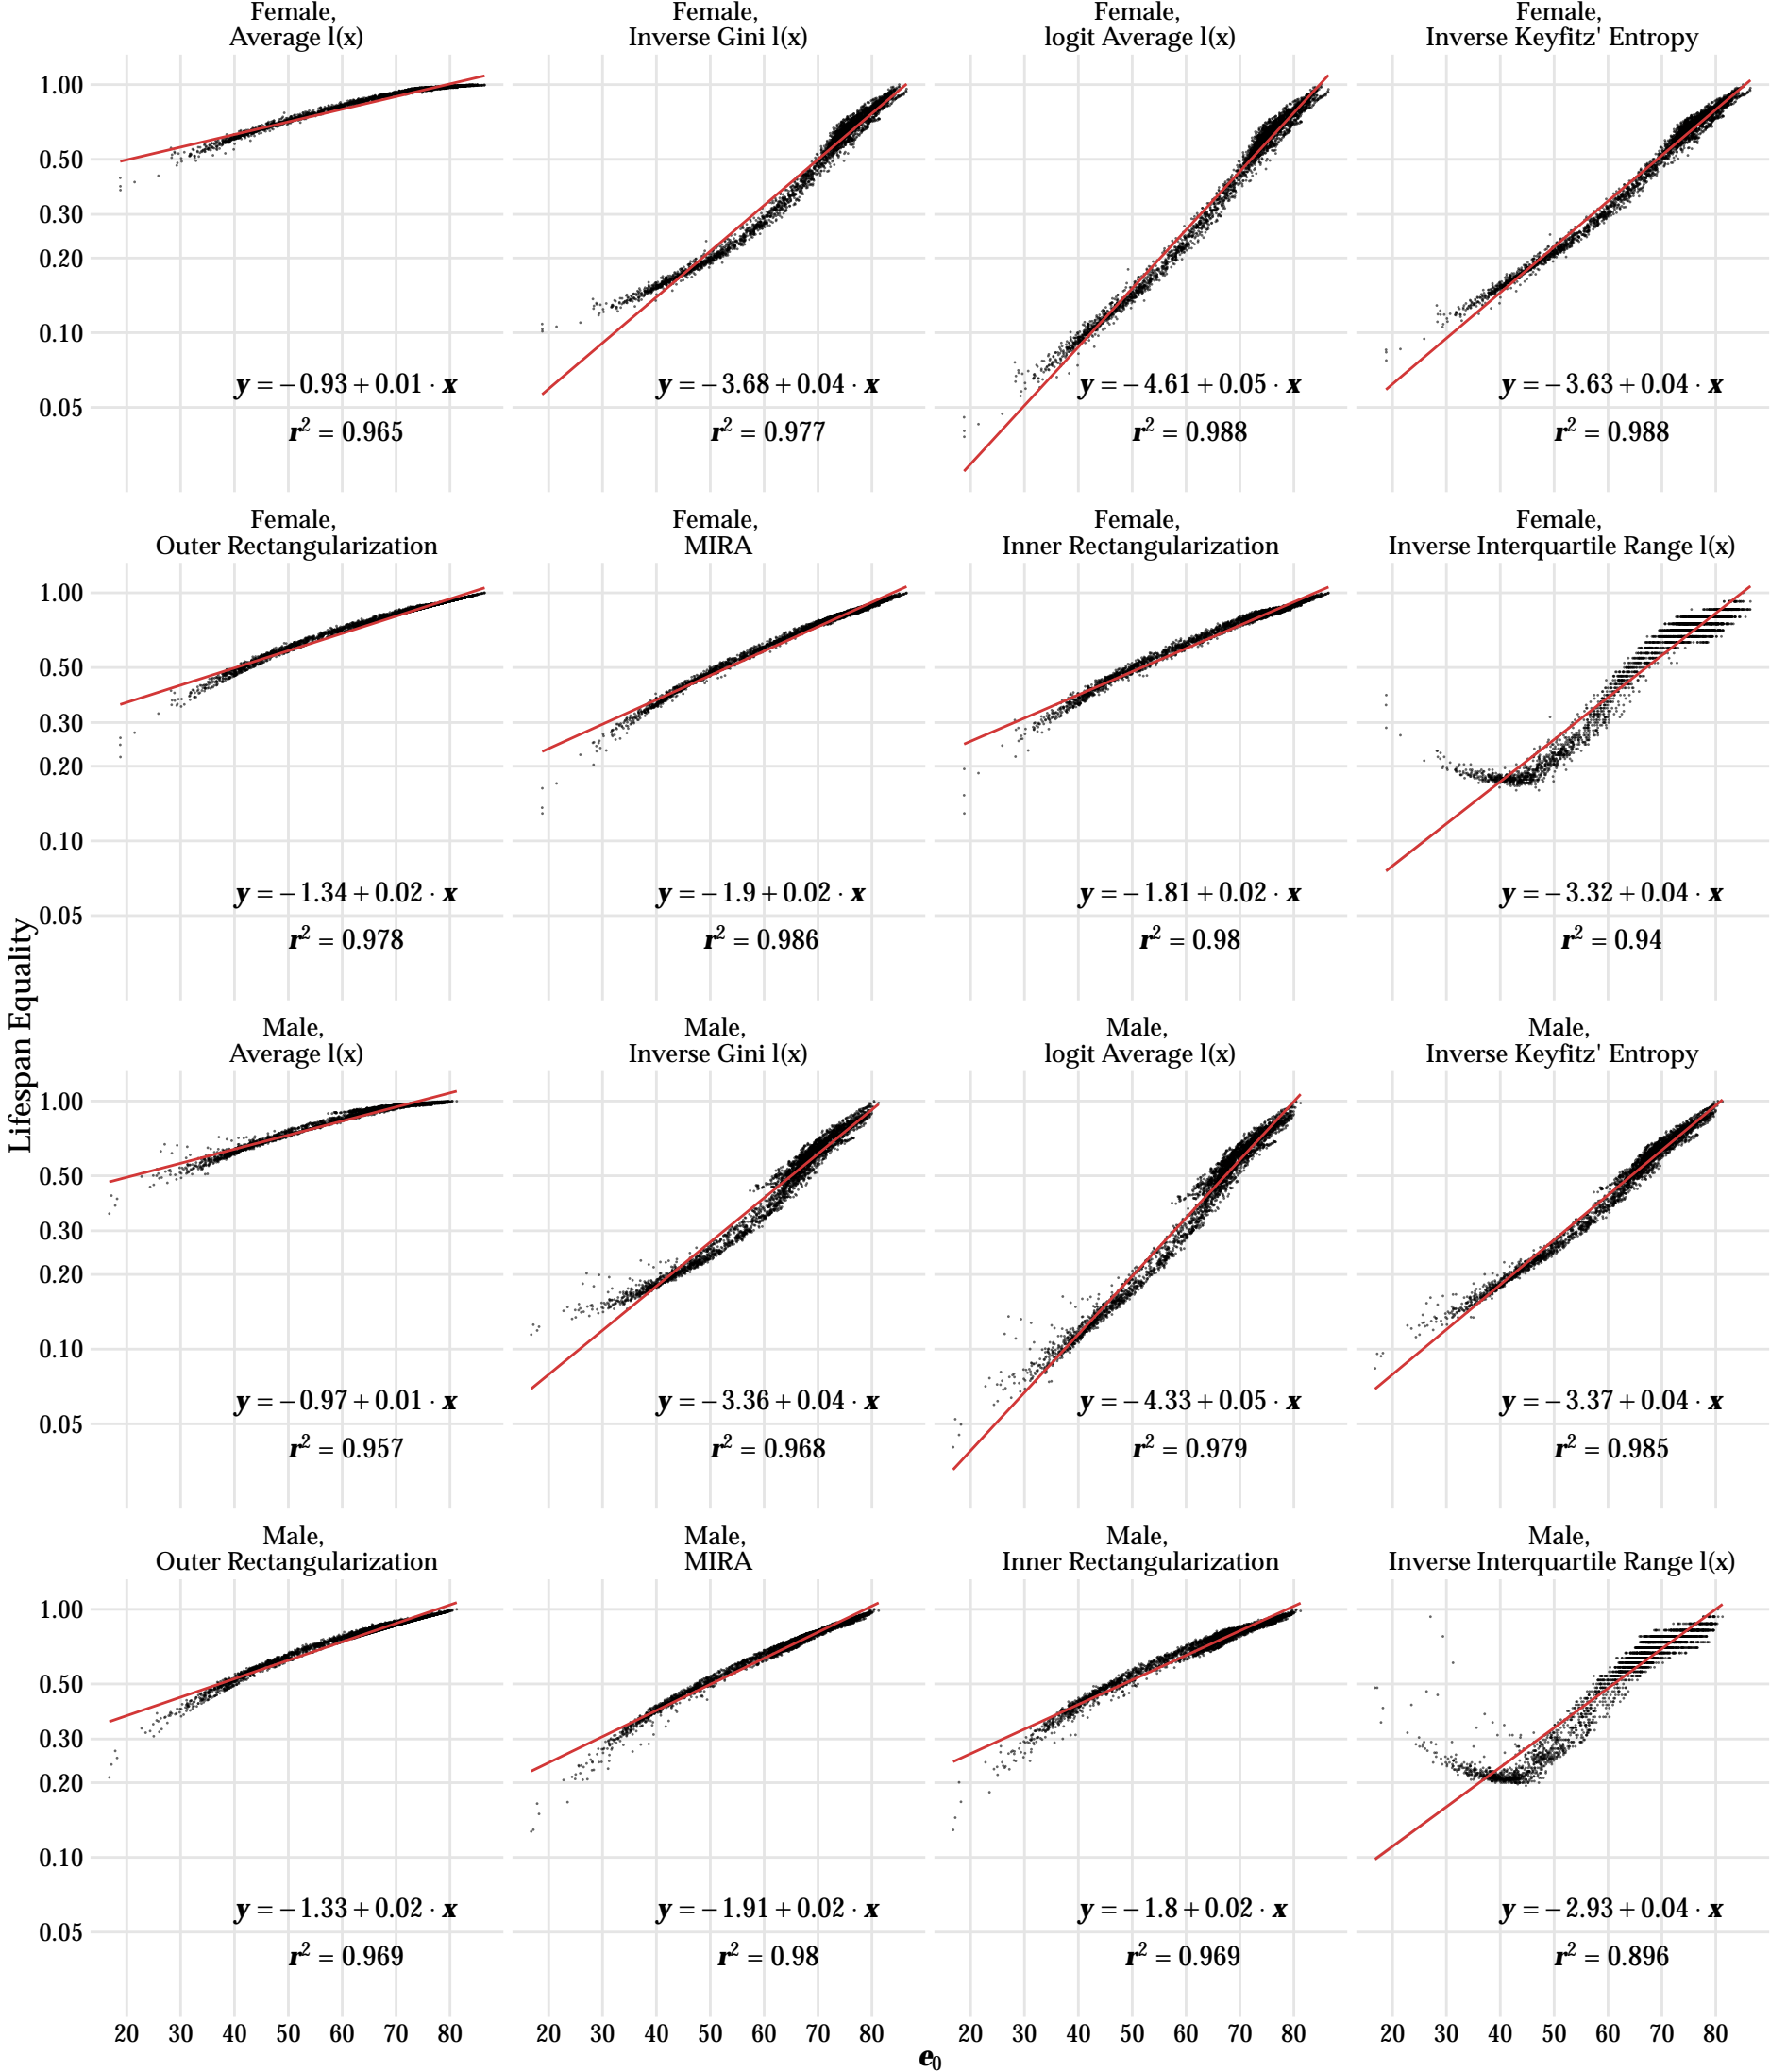 Female,
Average l(x)
Female,
Inverse Gini l(x)
Female,
logit Average l(x)
Female,
Inverse Keyfitz' Entropy
1.00
0.50
0.30
0.20
0.10
0.05
y = −0.93 + 0.01 · x
r² = 0.965
y = −3.68 + 0.04 · x
r² = 0.977
y = −4.61 + 0.05 · x
r² = 0.988
y = −3.63 + 0.04 · x
r² = 0.988
Female,
Outer Rectangularization
Female,
MIRA
Female,
Inner Rectangularization
Female,
Inverse Interquartile Range l(x)
1.00
0.50
0.30
0.20
0.10
0.05
y = −1.34 + 0.02 · x
r² = 0.978
y = −1.9 + 0.02 · x
r² = 0.986
y = −1.81 + 0.02 · x
r² = 0.98
y = −3.32 + 0.04 · x
r² = 0.94
Lifespan Equality
Male,
Average l(x)
Male,
Inverse Gini l(x)
Male,
logit Average l(x)
Male,
Inverse Keyfitz' Entropy
1.00
0.50
0.30
0.20
0.10
0.05
y = −0.97 + 0.01 · x
r² = 0.957
y = −3.36 + 0.04 · x
r² = 0.968
y = −4.33 + 0.05 · x
r² = 0.979
y = −3.37 + 0.04 · x
r² = 0.985
Male,
Outer Rectangularization
Male,
MIRA
Male,
Inner Rectangularization
Male,
Inverse Interquartile Range l(x)
1.00
0.50
0.30
0.20
0.10
0.05
y = −1.33 + 0.02 · x
r² = 0.969
y = −1.91 + 0.02 · x
r² = 0.98
y = −1.8 + 0.02 · x
r² = 0.969
y = −2.93 + 0.04 · x
r² = 0.896
20 30 40 50 60 70 80
20 30 40 50 60 70 80
20 30 40 50 60 70 80
20 30 40 50 60 70 80
e₀